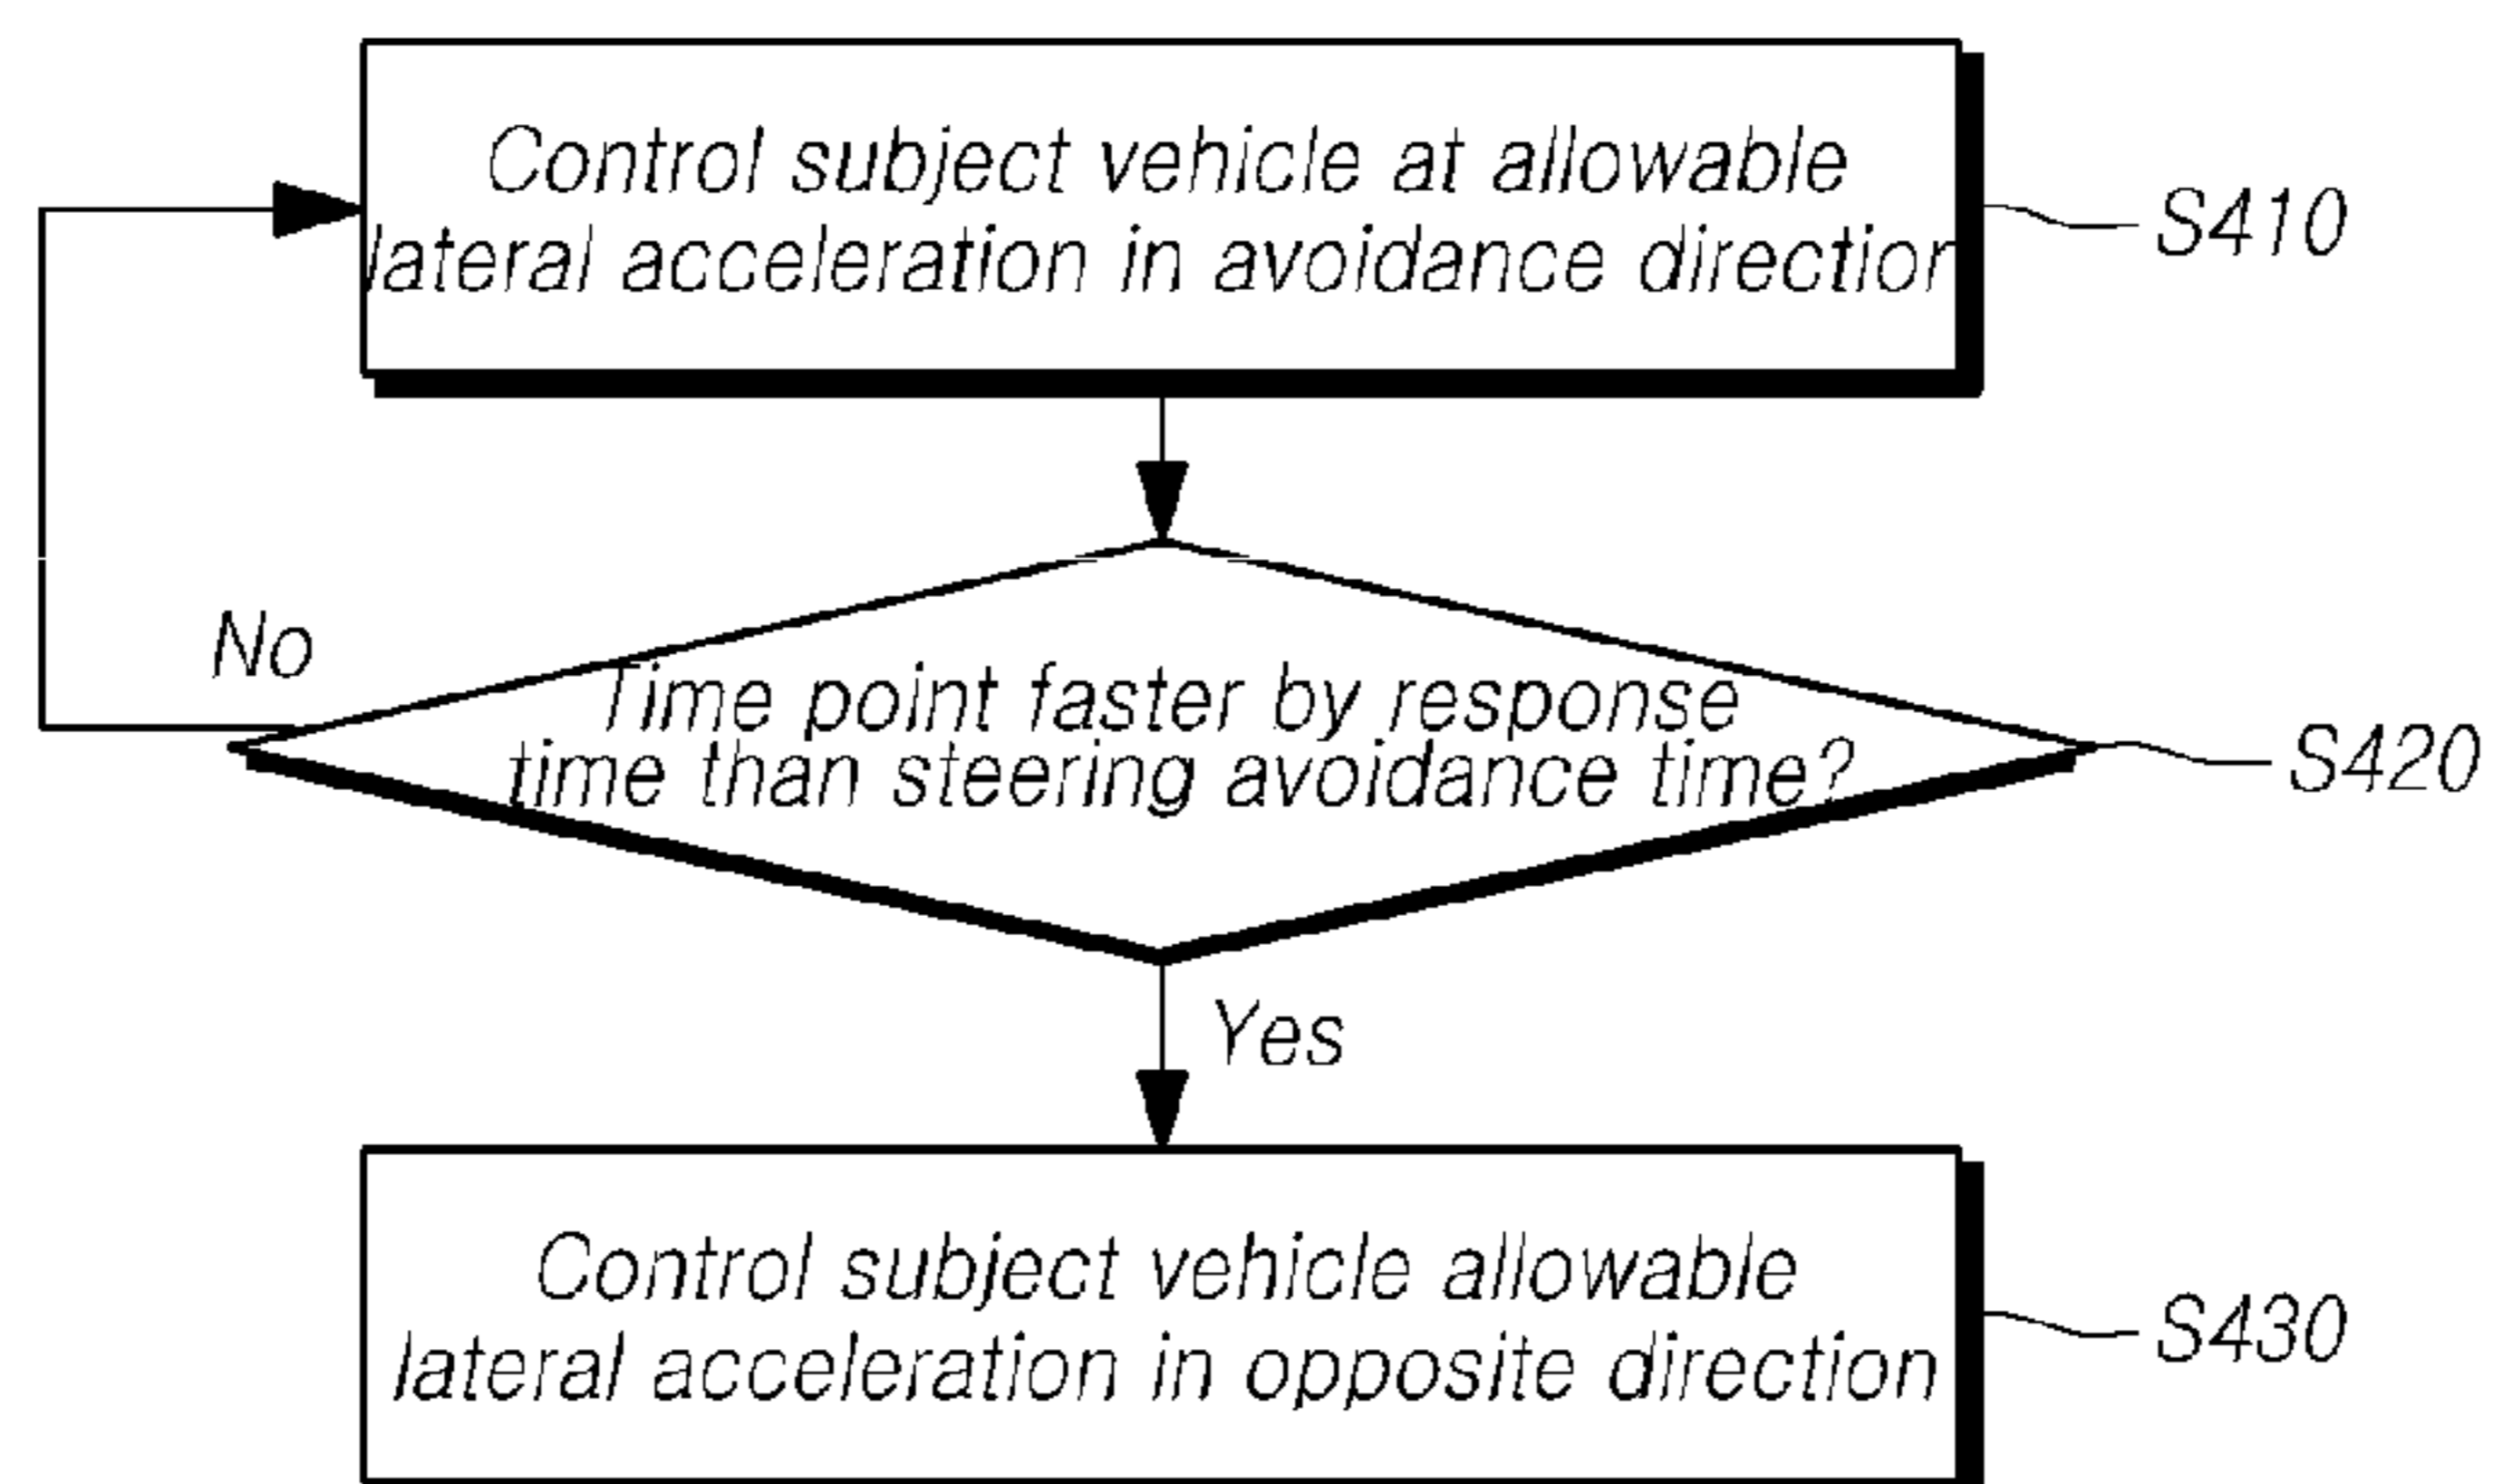 Control subject vehicle at allowable
lateral acceleration in avoidance direction
S410
No
Time point faster by response
time than steering avoidance time?
S420
Yes
Control subject vehicle allowable
lateral acceleration in opposite direction
S430